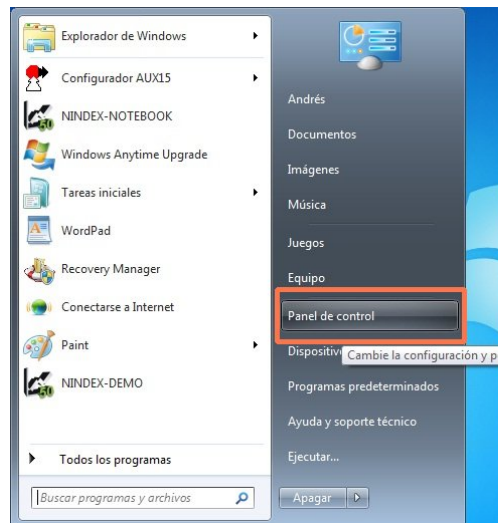 Explorador de Windows
Configurador AUX15
NINDEX-NOTEBOOK
Windows Anytime Upgrade
Tareas iniciales
WordPad
Recovery Manager
Conectarse a Internet
Paint
NINDEX-DEMO
Todos los programas
Buscar programas y archivos
Andrés
Documentos
Imágenes
Música
Juegos
Equipo
Panel de control
Cambie la configuración y p
Programas predeterminados
Ayuda y soporte técnico
Ejecutar...
Apagar